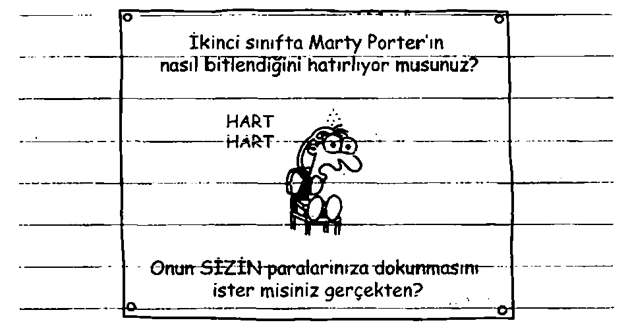 İkinci sınıfta Marty Porter'ın
nasıl bitlendiğini hatırlıyor musunuz?
HART
HART
Onun SİZİN paralarınıza dokunmasını
ister misiniz gerçekten?